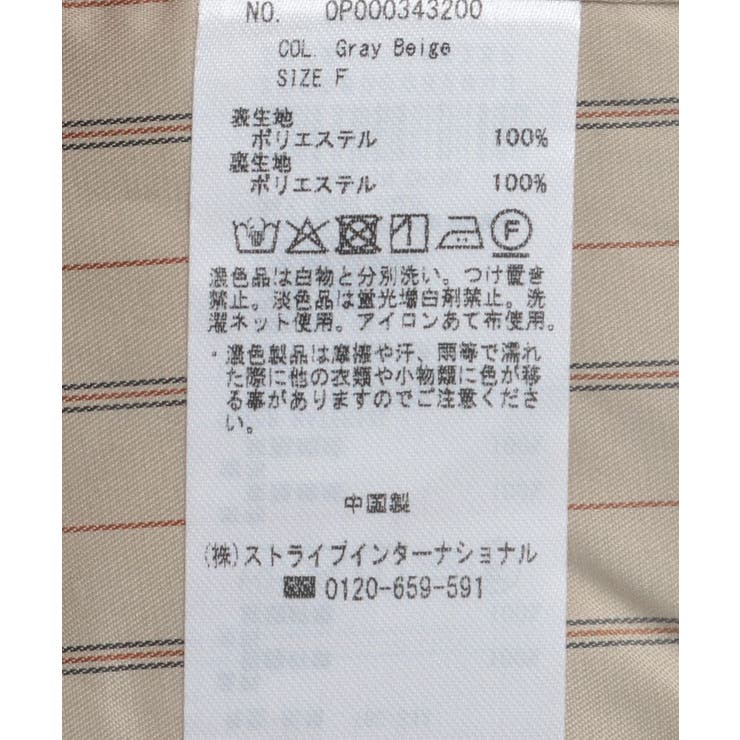 NO. OP000343200
COL. Gray Beige
SIZE F
表生地
ポリエステル 100%
裏生地
ポリエステル 100%
F
濃色品は白物と分別洗い。つけ置き
禁止。淡色品は蛍光増白剤禁止。洗
濯ネット使用。アイロンあて布使用。
・濃色製品は摩擦や汗、雨等で濡れ
た際に他の衣類や小物類に色が移
る事がありますのでご注意くださ
い。
中国製
(株)ストライプインターナショナル
0120-659-591